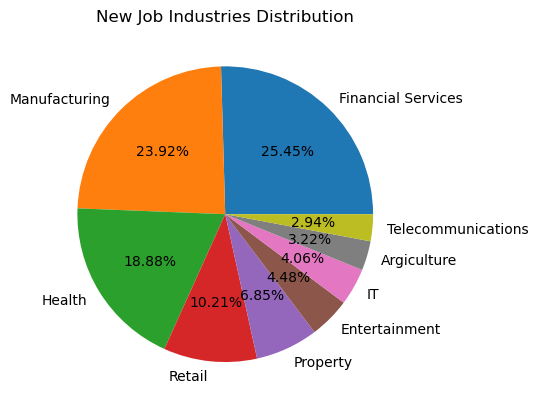 New Job Industries Distribution
Financial Services
25.45%
Manufacturing
23.92%
Health
18.88%
Retail
10.21%
Property
6.85%
Entertainment
4.48%
IT
4.06%
Argiculture
3.22%
Telecommunications
2.94%